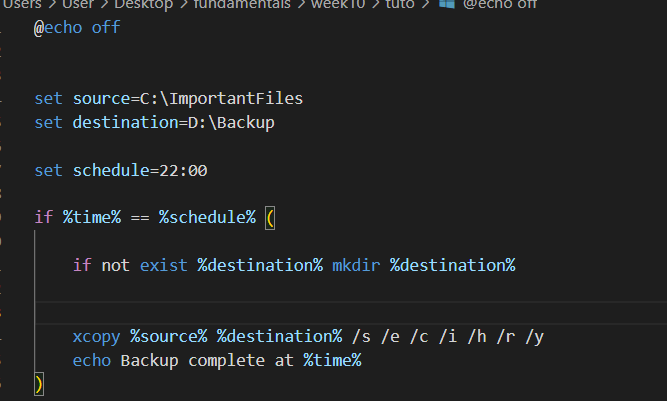 Users > User > Desktop > fundamentals > week10 > tuto > @echo off
@echo off
set source=C:\ImportantFiles
set destination=D:\Backup
set schedule=22:00
if %time% == %schedule% (
if not exist %destination% mkdir %destination%
xcopy %source% %destination% /s /e /c /i /h /r /y
echo Backup complete at %time%
)